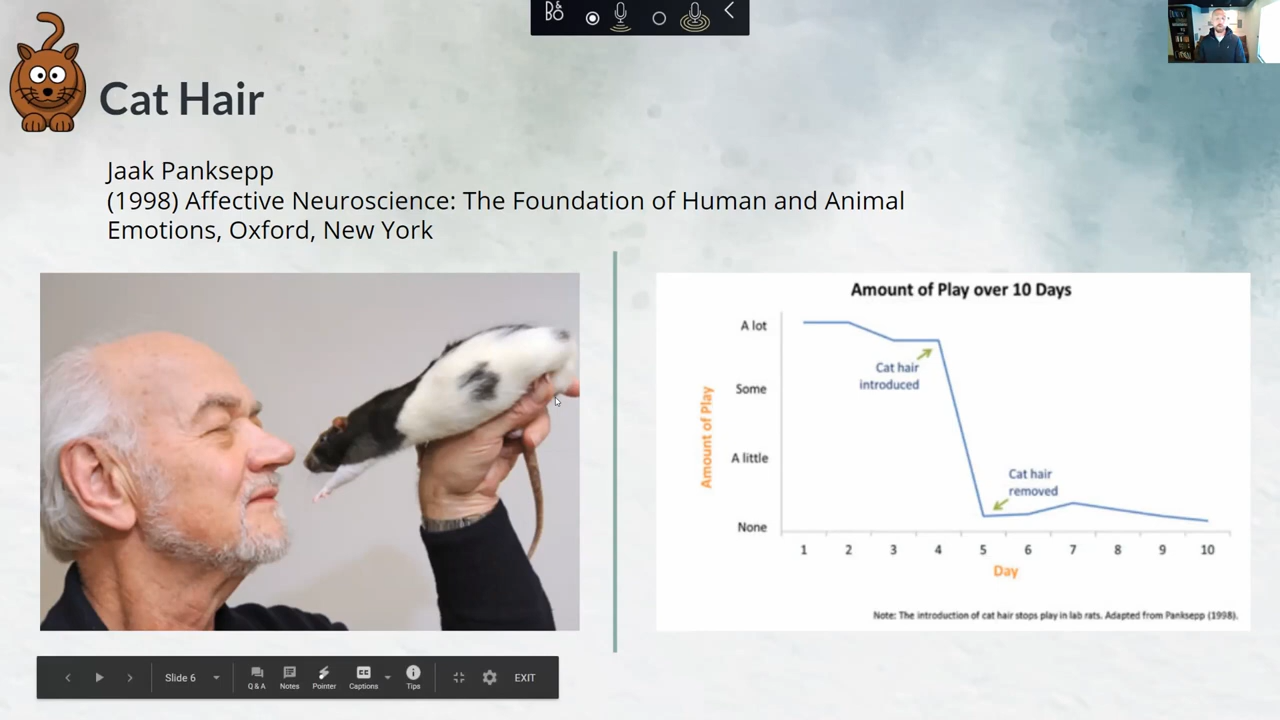 B&O
Cat Hair
Jaak Panksepp
(1998) Affective Neuroscience: The Foundation of Human and Animal
Emotions, Oxford, New York
Amount of Play over 10 Days
Amount of Play
A lot
Some
A little
None
Cat hair
introduced
Cat hair
removed
1 2 3 4 5 6 7 8 9 10
Day
Note: The introduction of cat hair stops play in lab rats. Adapted from Panksepp (1998).
Slide 6
Q & A
Notes
Pointer
CC
Captions
Tips
EXIT